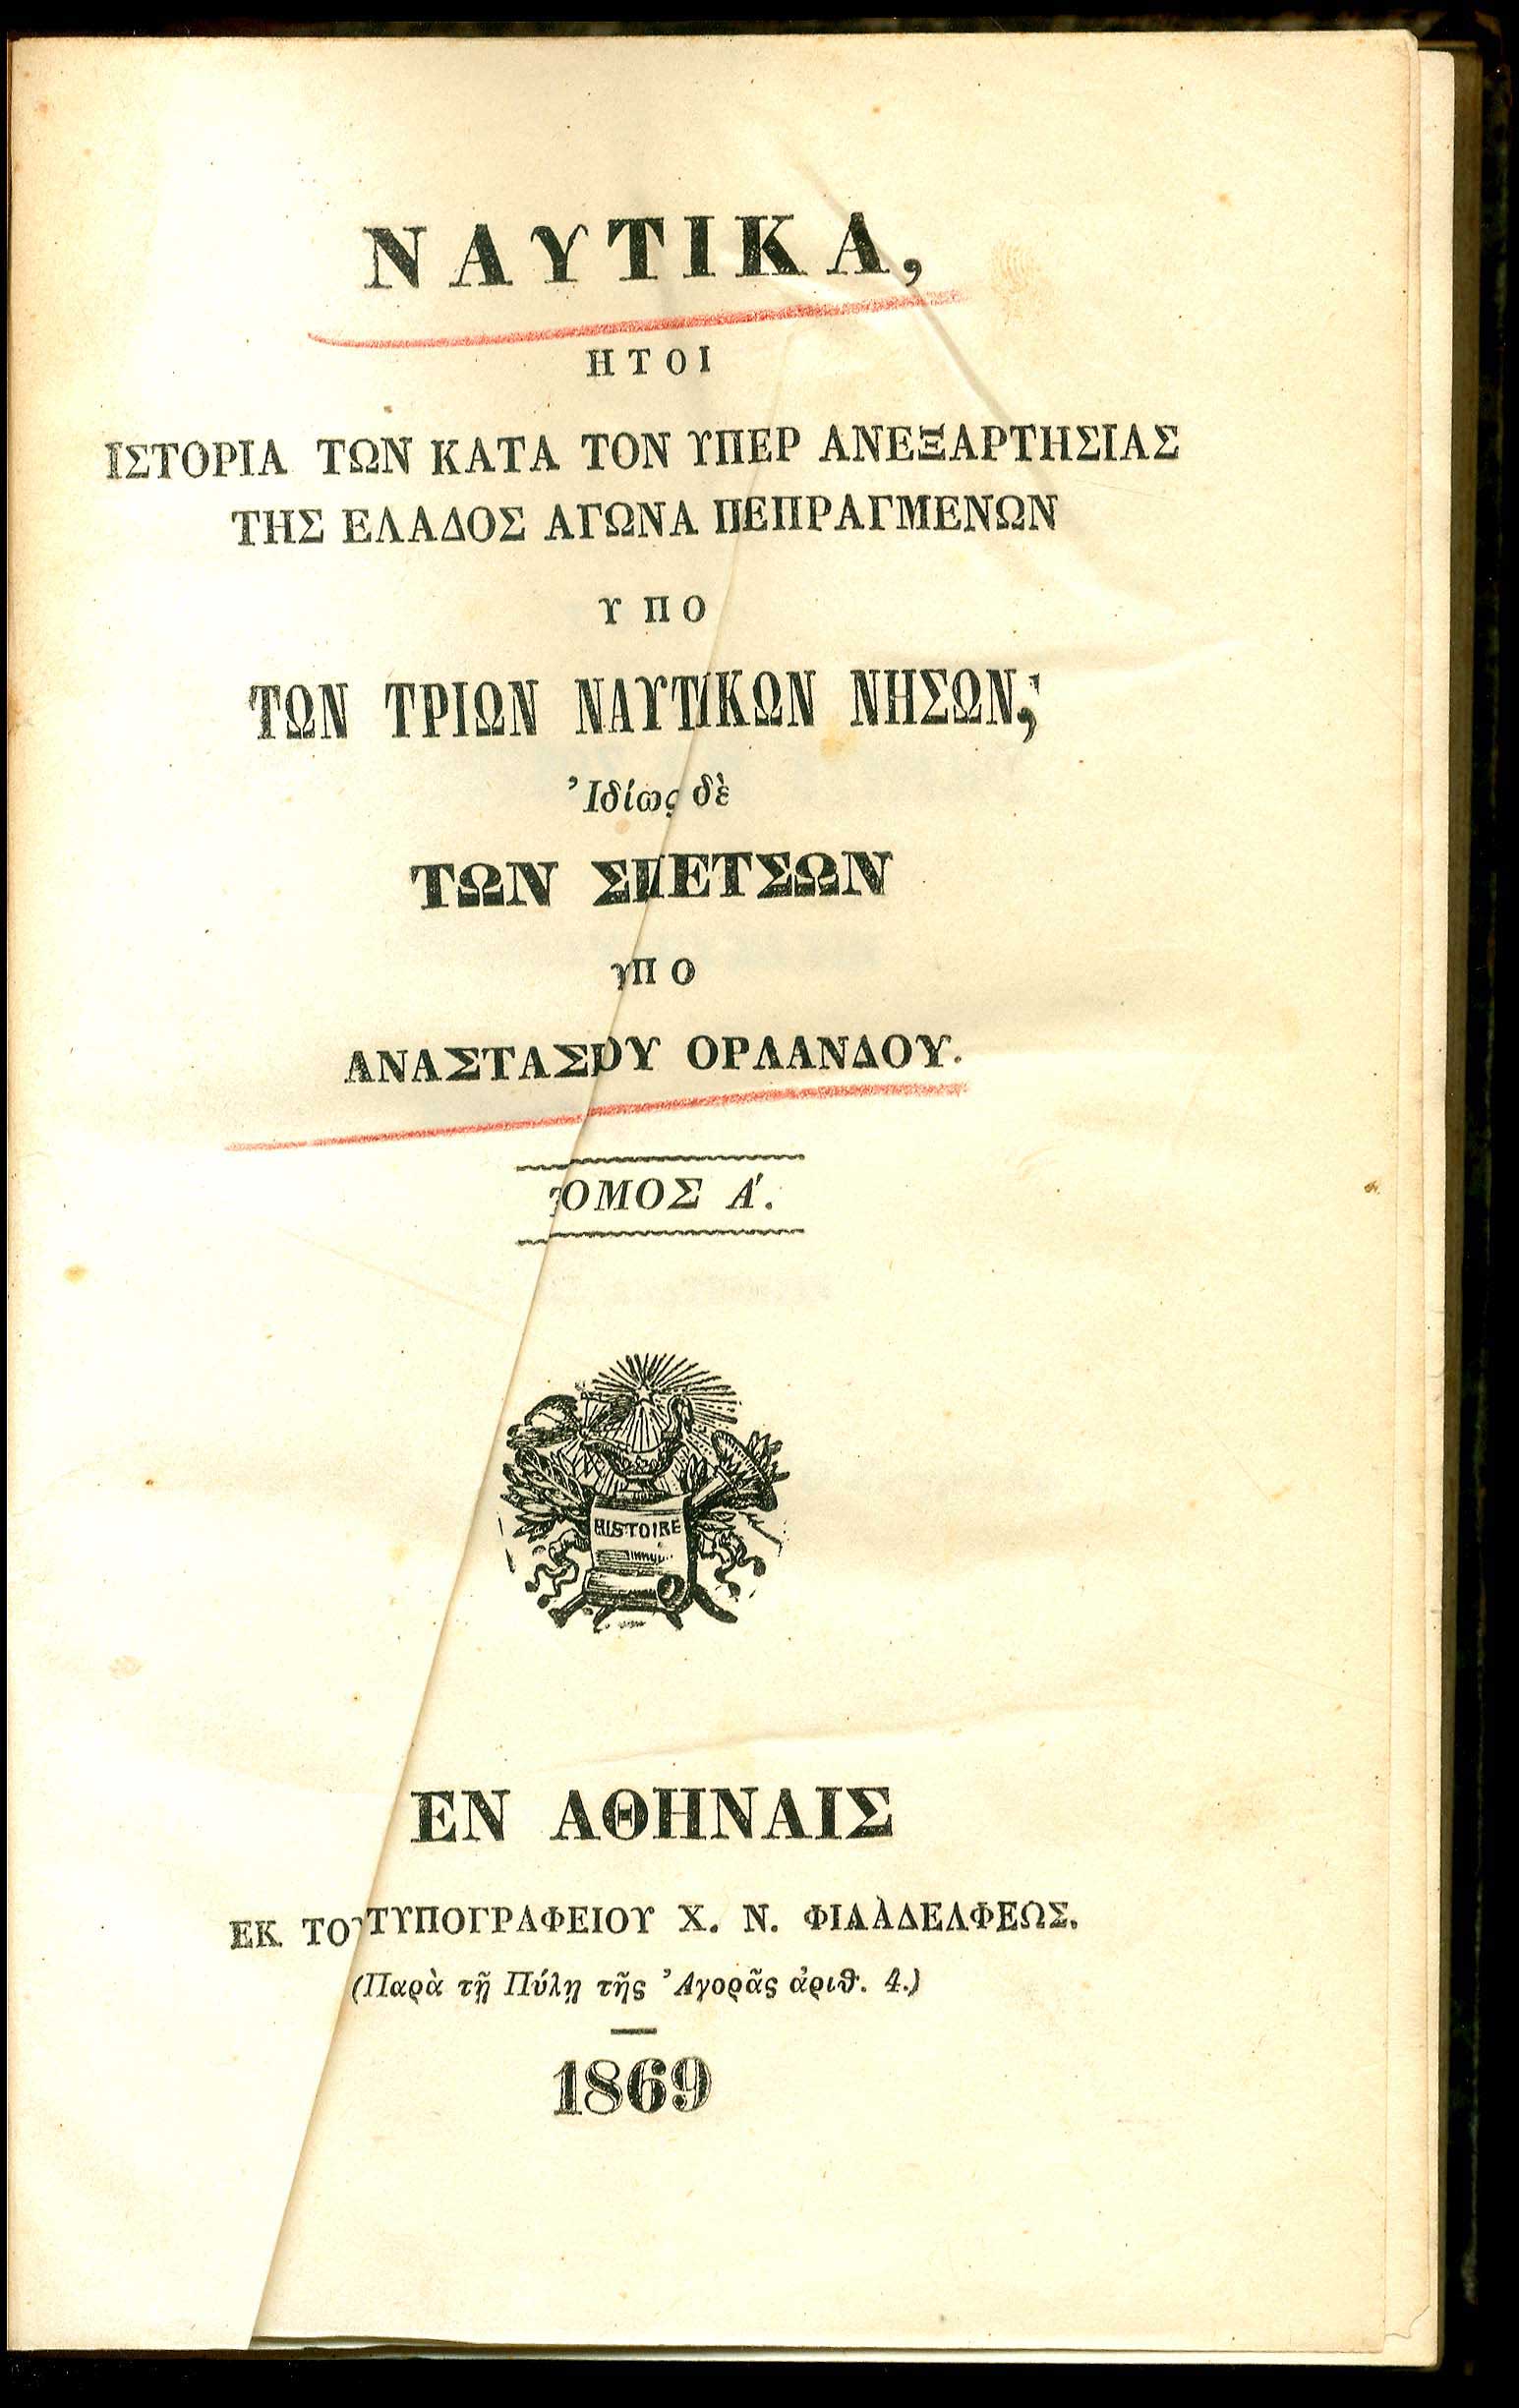 ΝΑΥΤΙΚΑ,
ΗΤΟΙ
ΙΣΤΟΡΙΑ ΤΩΝ ΚΑΤΑ ΤΟΝ ΥΠΕΡ ΑΝΕΞΑΡΤΗΣΙΑΣ
ΤΗΣ ΕΛΑΔΟΣ ΑΓΩΝΑ ΠΕΠΡΑΓΜΕΝΩΝ
ΥΠΟ
ΤΩΝ ΤΡΙΩΝ ΝΑΥΤΙΚΩΝ ΝΗΣΩΝ,
Ἰδίως δὲ
ΤΩΝ ΣΠΕΤΣΩΝ
ΥΠΟ
ΑΝΑΣΤΑΣΙΟΥ ΟΡΛΑΝΔΟΥ.
ΤΟΜΟΣ Α΄.
HISTOIRE
ΕΝ ΑΘΗΝΑΙΣ
ΕΚ ΤΟΥ ΤΥΠΟΓΡΑΦΕΙΟΥ Χ. Ν. ΦΙΛΑΔΕΛΦΕΩΣ.
(Παρὰ τῇ Πύλῃ τῆς Ἀγορᾶς ἀριθ. 4.)
1869